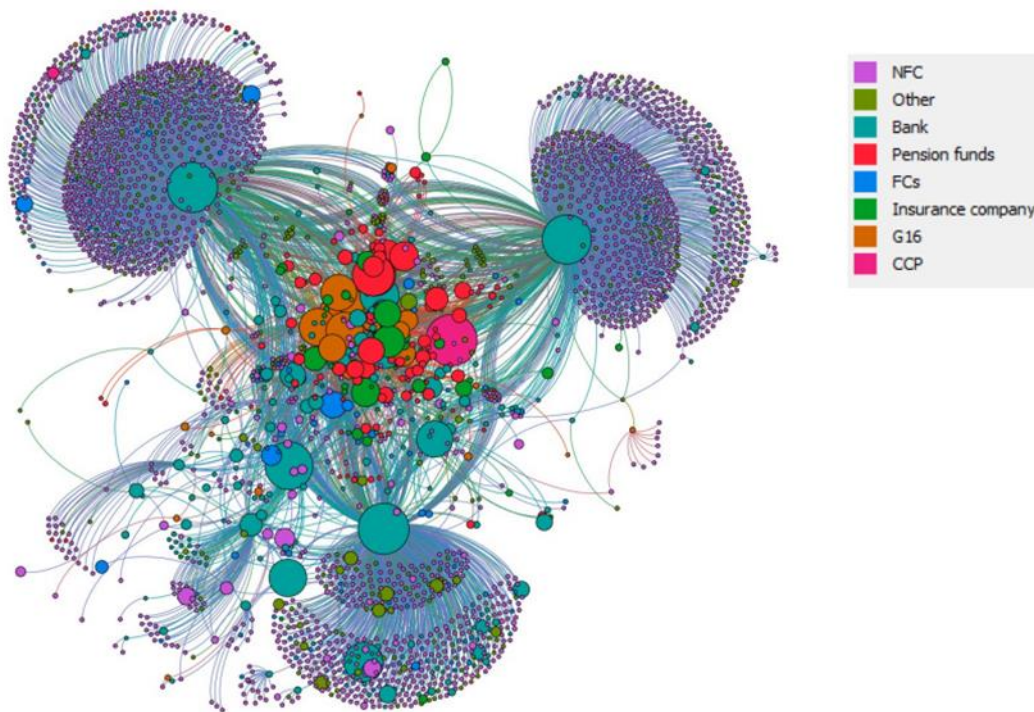 NFC
Other
Bank
Pension funds
FCs
Insurance company
G16
CCP